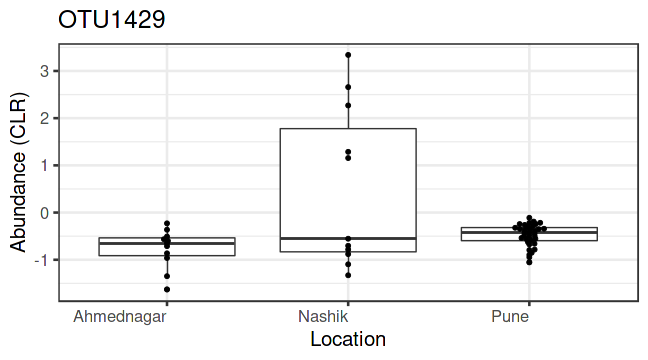 OTU1429
Abundance (CLR)
3
2
1
0
-1
Ahmednagar Nashik Pune
Location